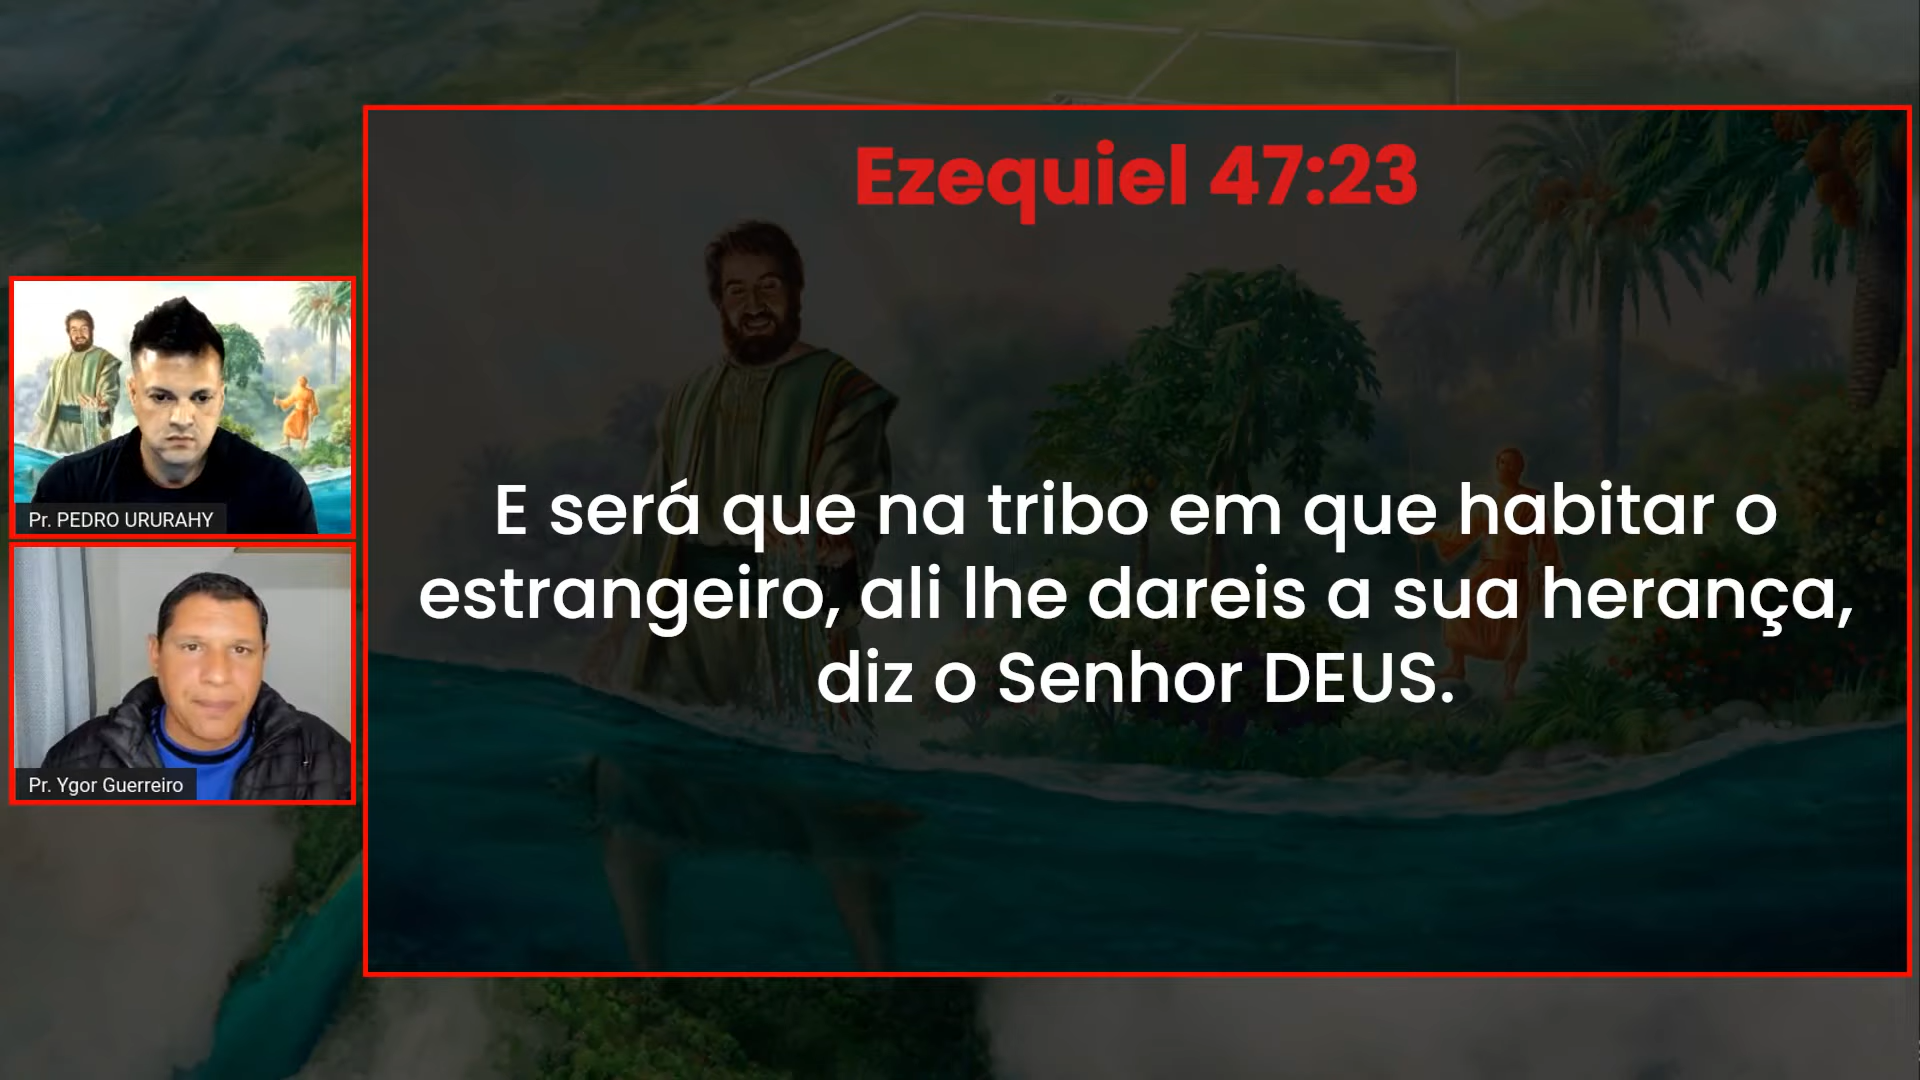 Ezequiel 47:23
E será que na tribo em que habitar o
estrangeiro, ali lhe dareis a sua herança,
diz o Senhor DEUS.
Pr. PEDRO URURAHY
Pr. Ygor Guerreiro